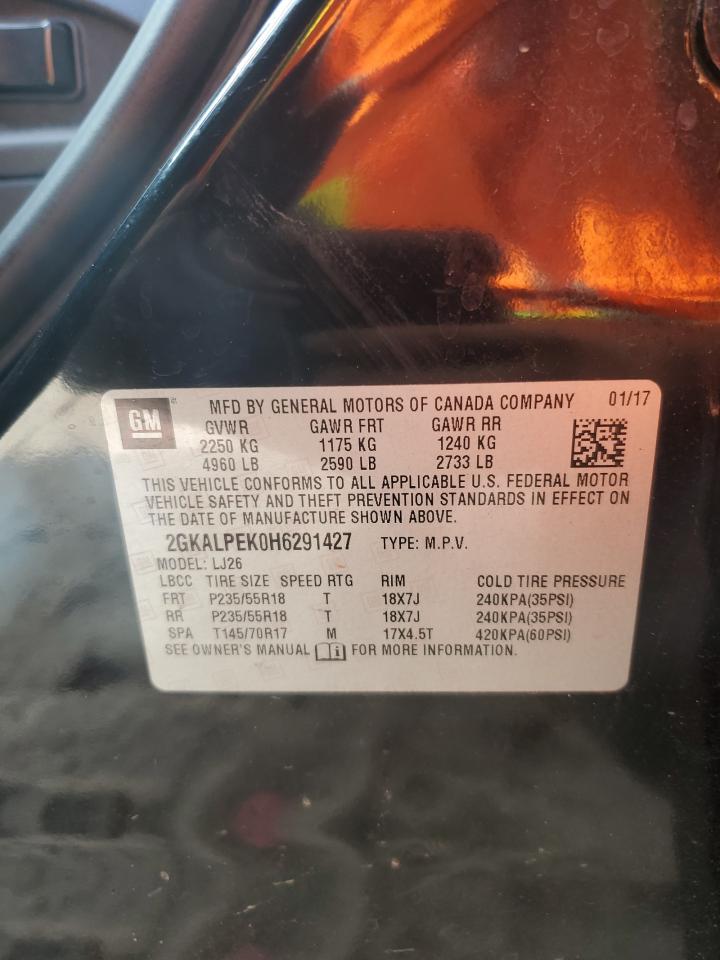 GM MFD BY GENERAL MOTORS OF CANADA COMPANY 01/17
GVWR GAWR FRT GAWR RR
2250 KG 1175 KG 1240 KG
4960 LB 2590 LB 2733 LB
THIS VEHICLE CONFORMS TO ALL APPLICABLE U.S. FEDERAL MOTOR
VEHICLE SAFETY AND THEFT PREVENTION STANDARDS IN EFFECT ON
THE DATE OF MANUFACTURE SHOWN ABOVE.
2GKALPEK0H6291427 TYPE: M.P.V.
MODEL: LJ26
LBCC TIRE SIZE SPEED RTG RIM COLD TIRE PRESSURE
FRT P235/55R18 T 18X7J 240KPA(35PSI)
RR P235/55R18 T 18X7J 240KPA(35PSI)
SPA T145/70R17 M 17X4.5T 420KPA(60PSI)
SEE OWNER'S MANUAL FOR MORE INFORMATION.